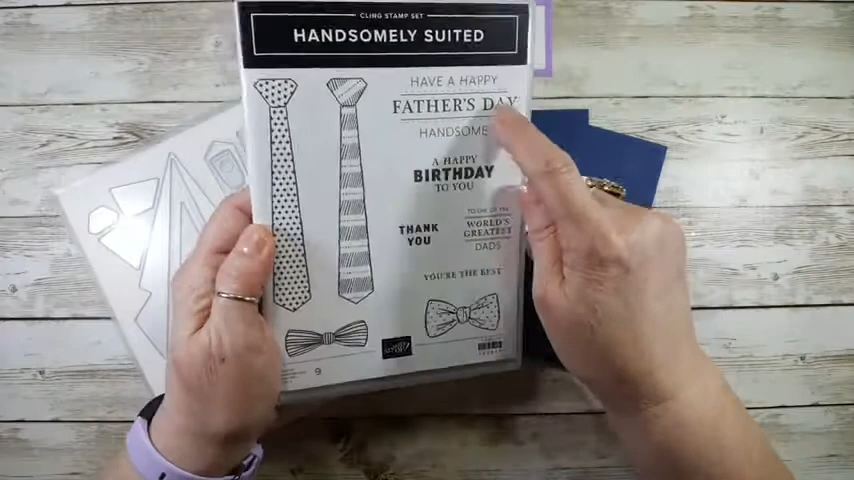 CLING STAMP SET
HANDSOMELY SUITED
HAVE A HAPPY
FATHER'S DAY
HANDSOME
A HAPPY
BIRTHDAY
TO YOU
THANK
YOU
TO ONE OF THE
WORLD'S
GREATEST
DADS
YOU'RE THE BEST
9